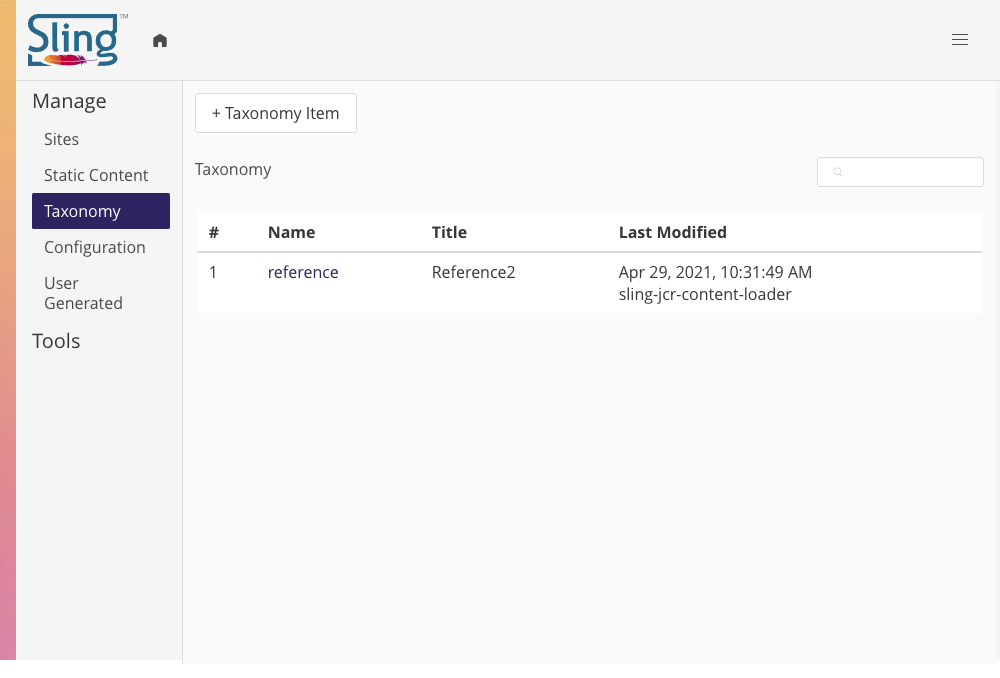 Sling™
Manage
Sites
Static Content
Taxonomy
Configuration
User
Generated
Tools
+ Taxonomy Item
Taxonomy
# Name Title Last Modified
1 reference Reference2 Apr 29, 2021, 10:31:49 AM
sling-jcr-content-loader